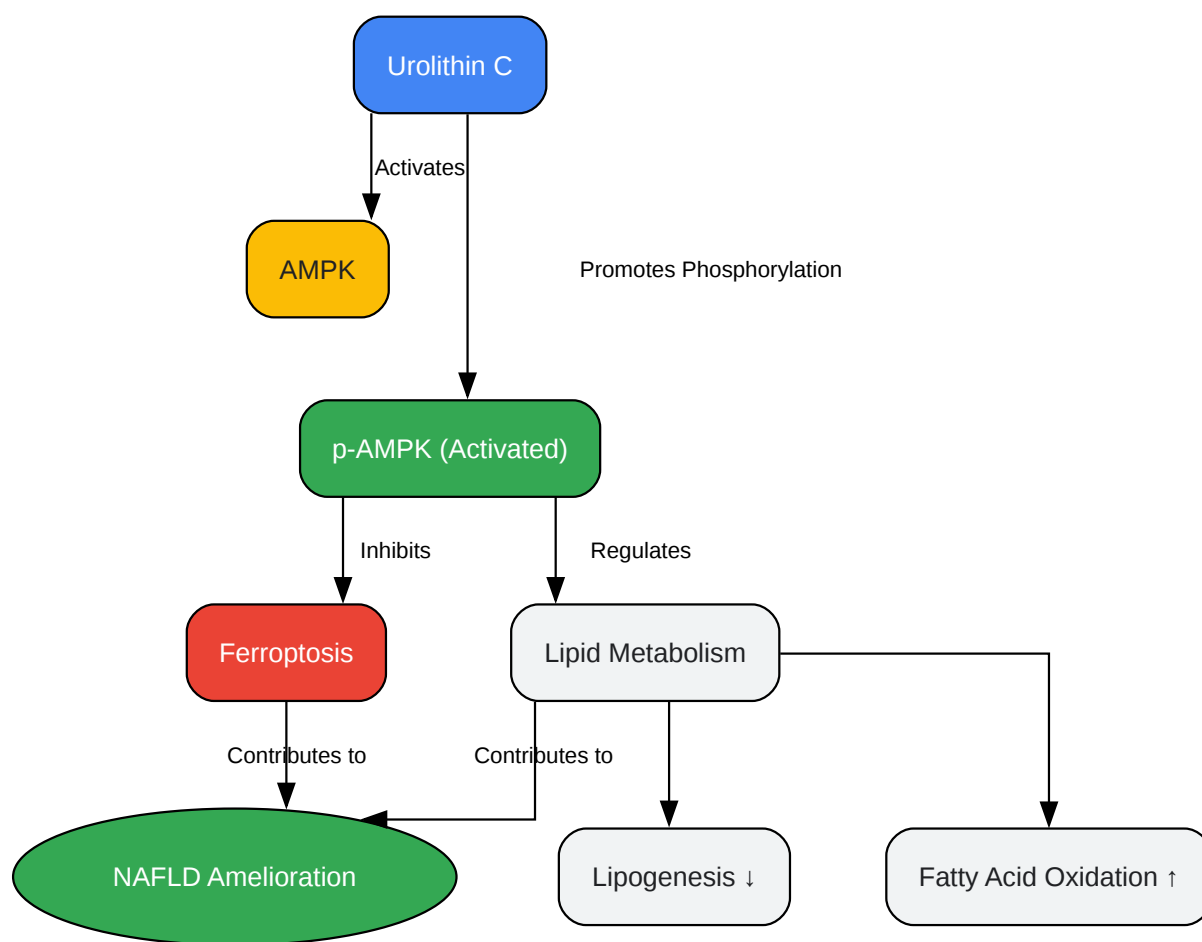 Urolithin C
Activates
AMPK
Promotes Phosphorylation
p-AMPK (Activated)
Inhibits
Regulates
Ferroptosis
Lipid Metabolism
Contributes to
Contributes to
NAFLD Amelioration
Lipogenesis ↓
Fatty Acid Oxidation ↑